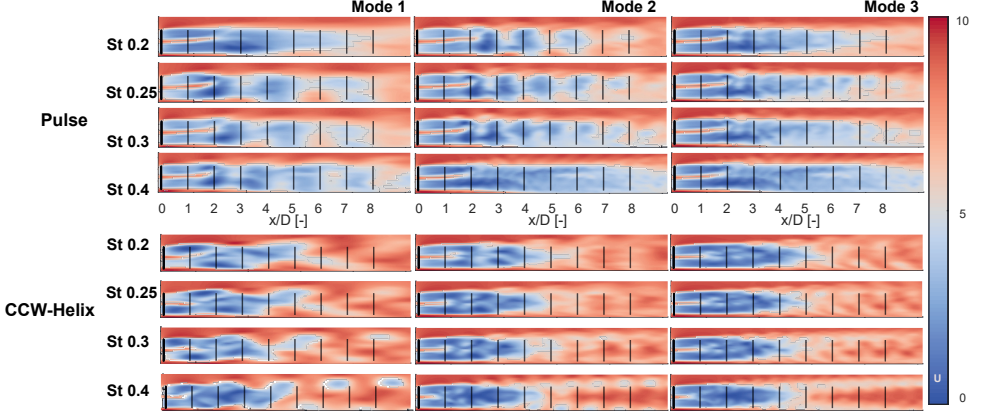 Mode 1 Mode 2 Mode 3
10
St 0.2
St 0.25
Pulse
St 0.3
St 0.4
0 1 2 3 4 5 6 7 8 0 1 2 3 4 5 6 7 8 0 1 2 3 4 5 6 7 8
x/D [-] x/D [-] x/D [-]
5
St 0.2
St 0.25
CCW-Helix
St 0.3
St 0.4
U
0